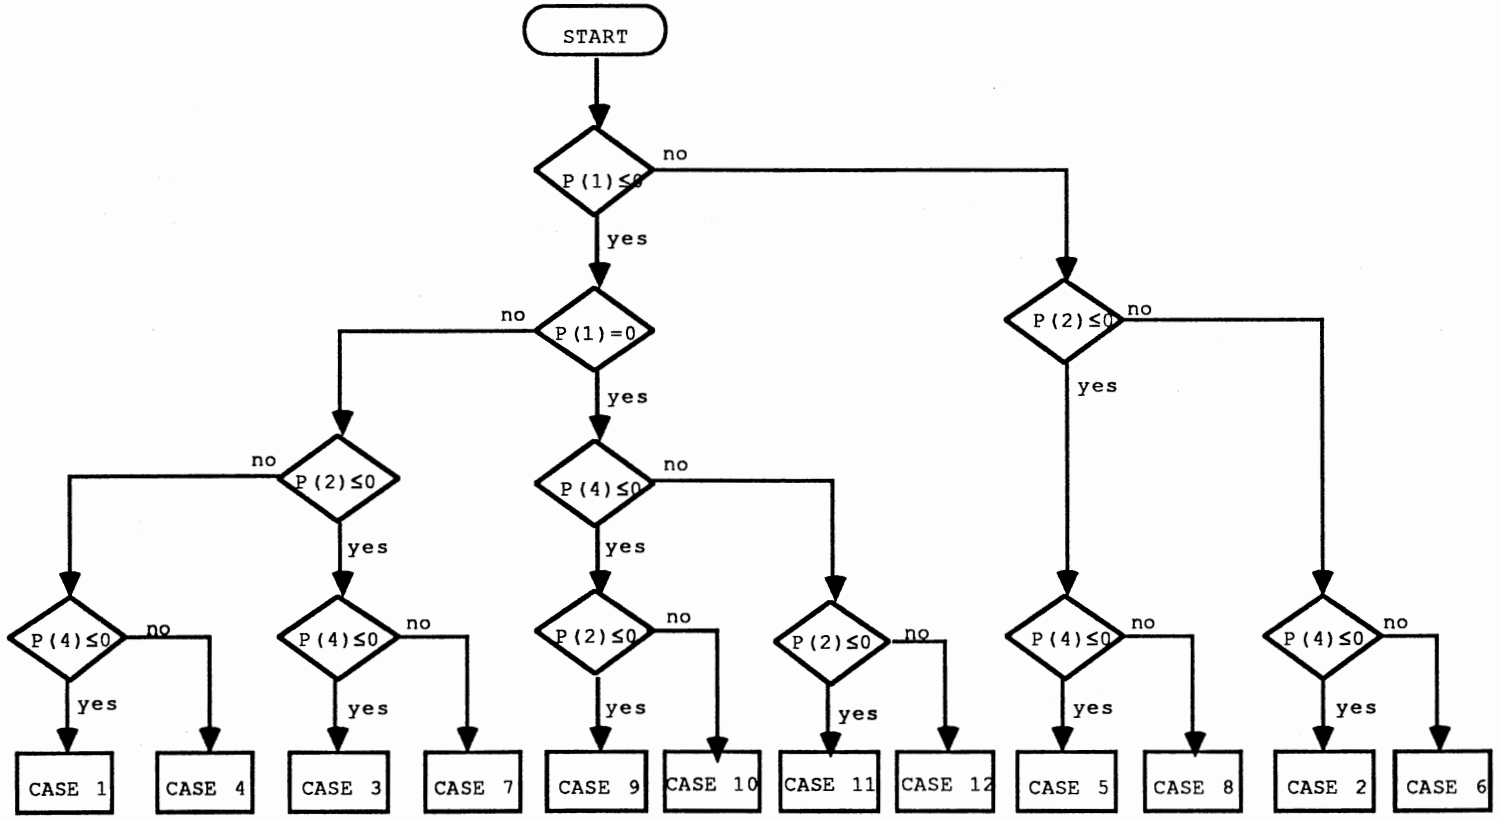 START
P(1)≤0
no
yes
P(1)=0
no
yes
P(2)≤0
no
yes
P(2)≤0
no
yes
P(4)≤0
no
yes
P(4)≤0
no
yes
P(4)≤0
no
yes
P(2)≤0
no
yes
P(2)≤0
no
yes
P(4)≤0
no
yes
P(4)≤0
no
yes
CASE 1
CASE 4
CASE 3
CASE 7
CASE 9
CASE 10
CASE 11
CASE 12
CASE 5
CASE 8
CASE 2
CASE 6